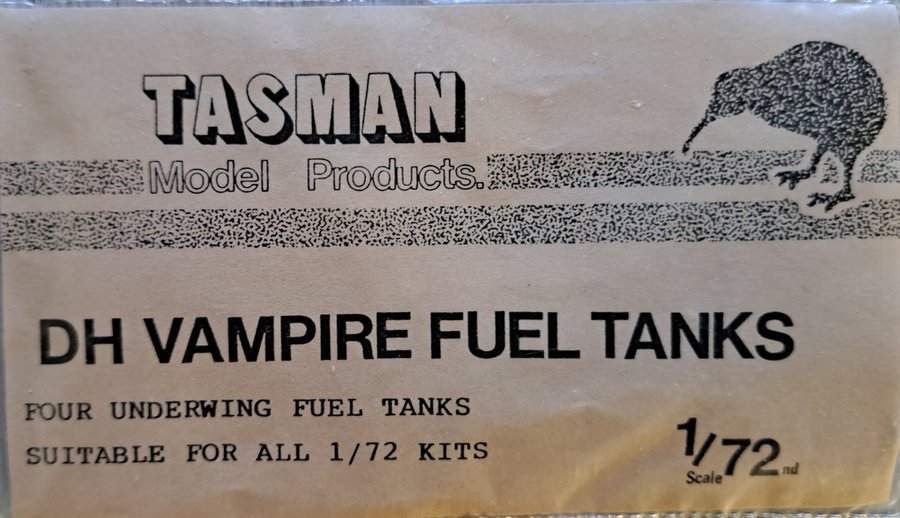 TASMAN
Model Products.
DH VAMPIRE FUEL TANKS
FOUR UNDERWING FUEL TANKS
SUITABLE FOR ALL 1/72 KITS
1/72nd
Scale